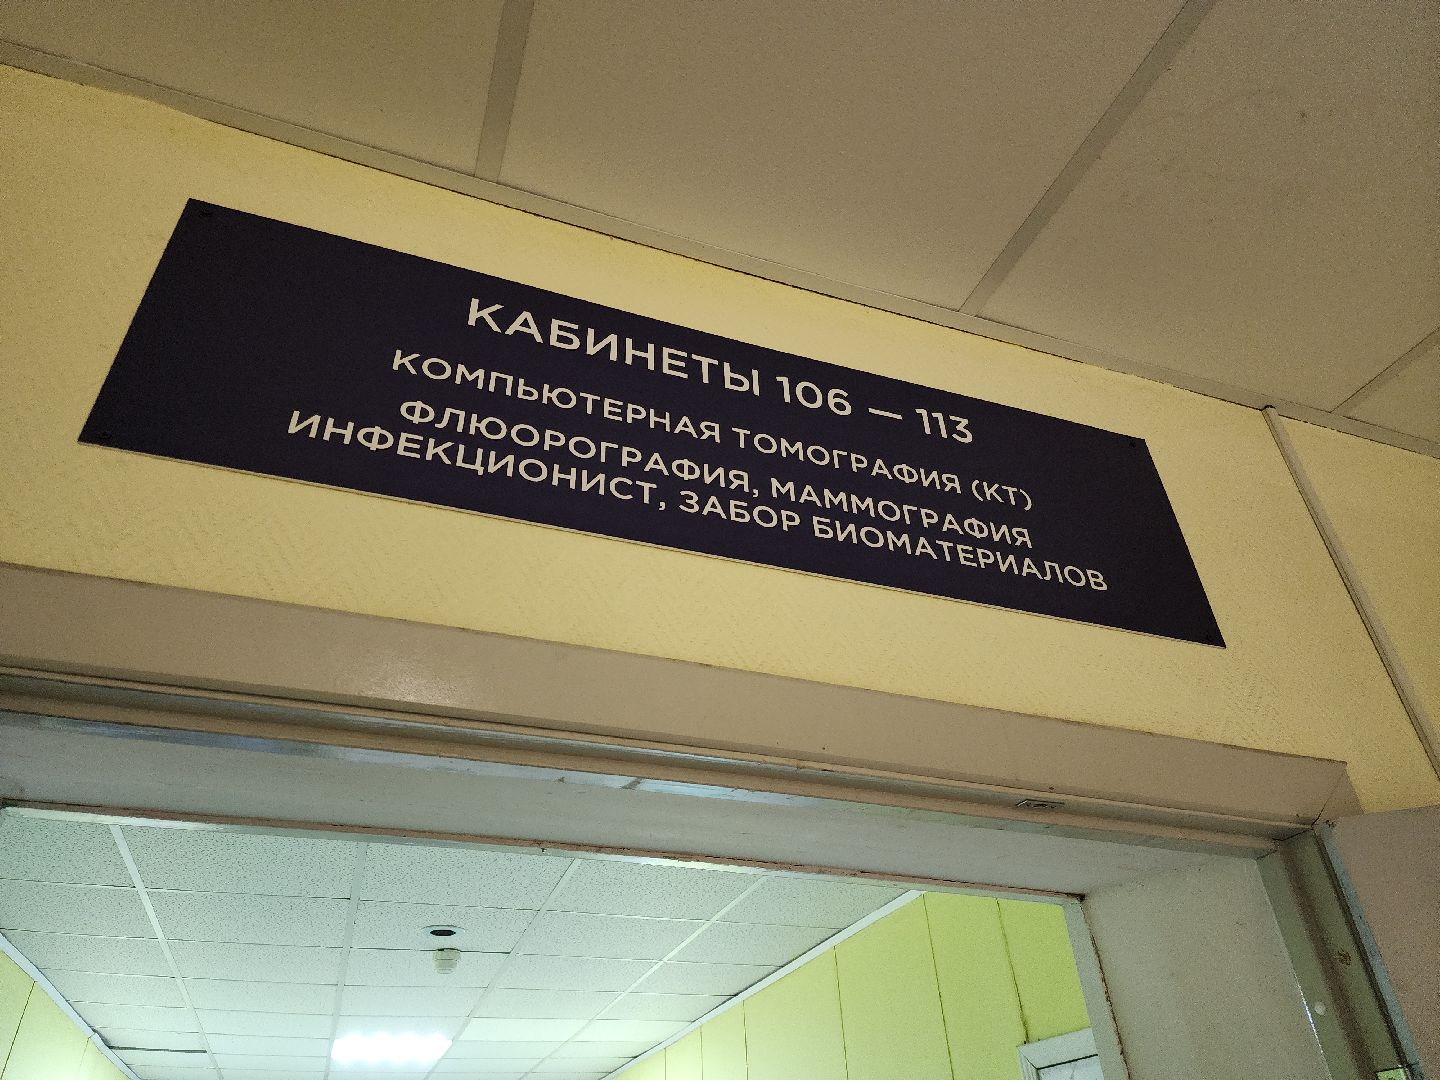 КАБИНЕТЫ 106 — 113
КОМПЬЮТЕРНАЯ ТОМОГРАФИЯ (КТ)
ФЛЮОРОГРАФИЯ, МАММОГРАФИЯ
ИНФЕКЦИОНИСТ, ЗАБОР БИОМАТЕРИАЛОВ